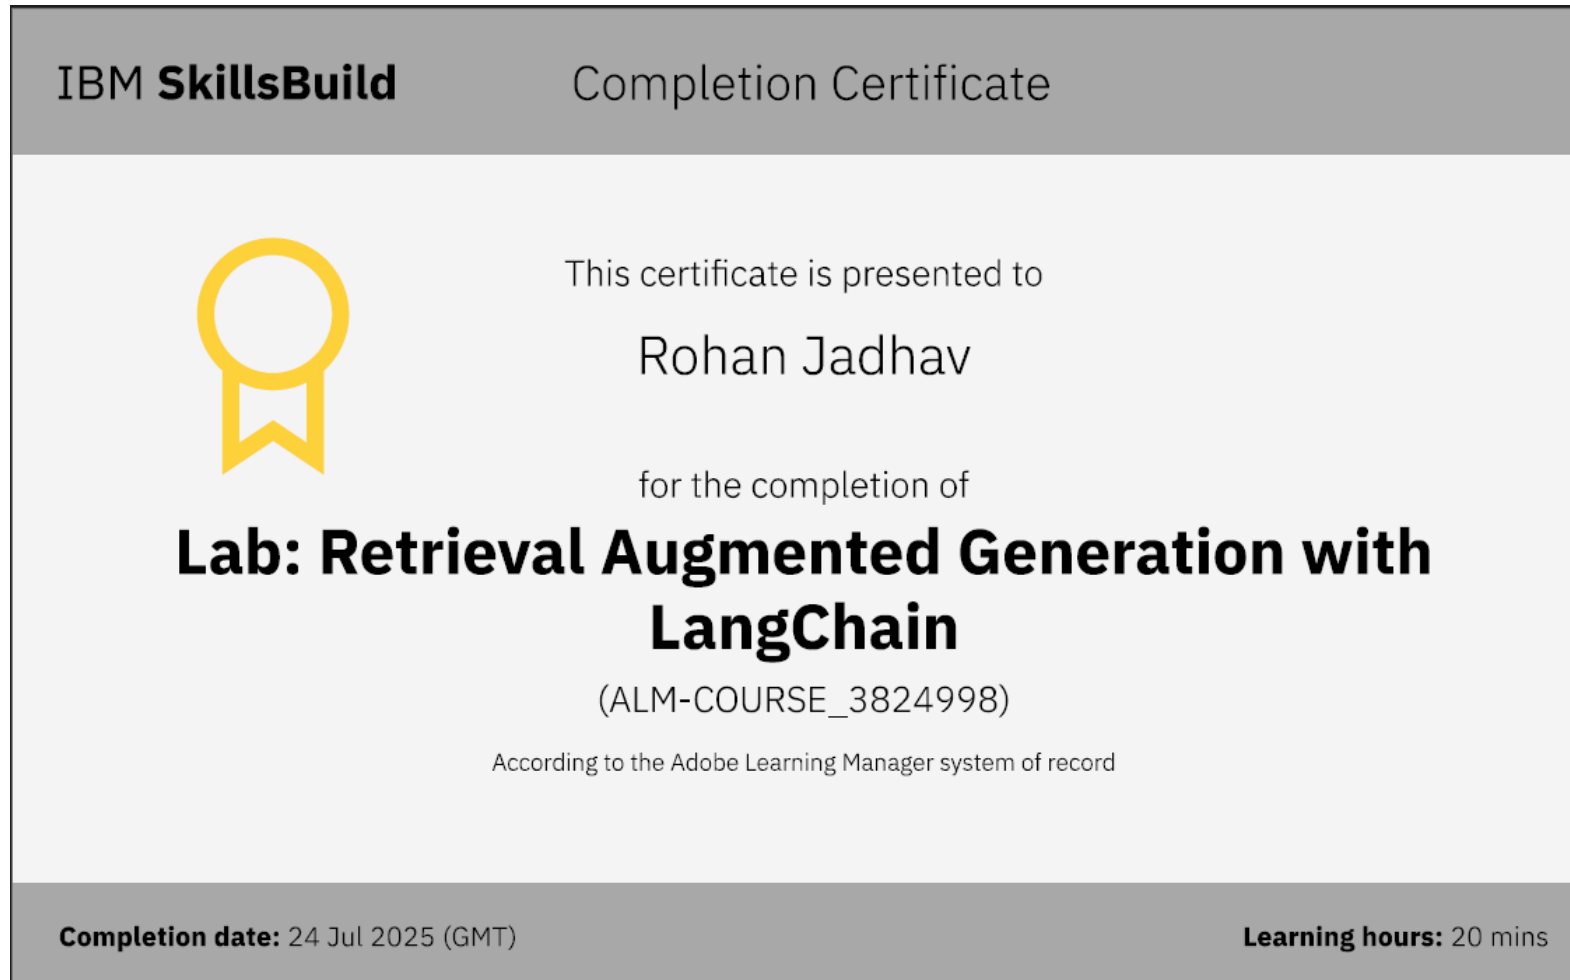 IBM SkillsBuild
Completion Certificate
This certificate is presented to
Rohan Jadhav
for the completion of
Lab: Retrieval Augmented Generation with
LangChain
(ALM-COURSE_3824998)
According to the Adobe Learning Manager system of record
Completion date: 24 Jul 2025 (GMT)
Learning hours: 20 mins